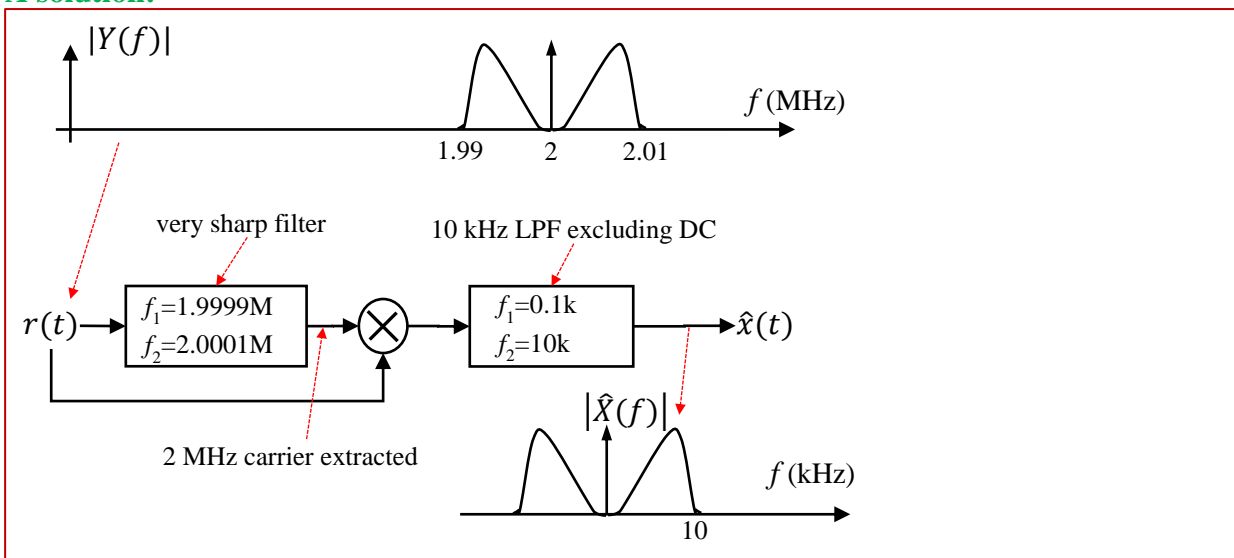 A solution:
|Y(f)|
f (MHz)
1.99
2
2.01
very sharp filter
10 kHz LPF excluding DC
r(t)
f₁=1.9999M
f₂=2.0001M
f₁=0.1k
f₂=10k
x̂(t)
|X̂(f)|
2 MHz carrier extracted
f (kHz)
10